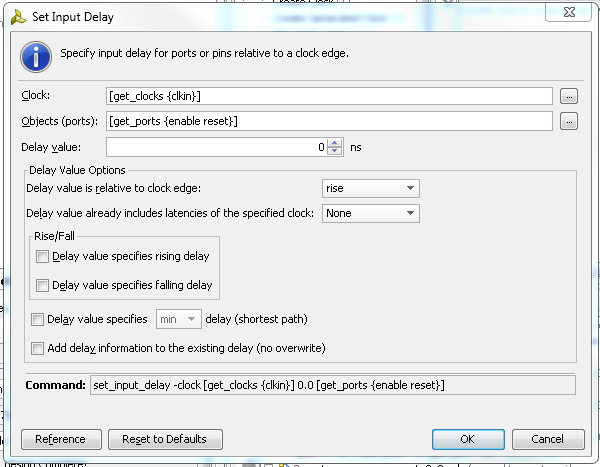 Set Input Delay
Specify input delay for ports or pins relative to a clock edge.
Clock: [get_clocks {clkin}] ...
Objects (ports): [get_ports {enable reset}] ...
Delay value: 0 ns
Delay Value Options
Delay value is relative to clock edge: rise
Delay value already includes latencies of the specified clock: None
Rise/Fall
Delay value specifies rising delay
Delay value specifies falling delay
Delay value specifies min delay (shortest path)
Add delay information to the existing delay (no overwrite)
Command: set_input_delay -clock [get_clocks {clkin}] 0.0 [get_ports {enable reset}]
Reference Reset to Defaults OK Cancel